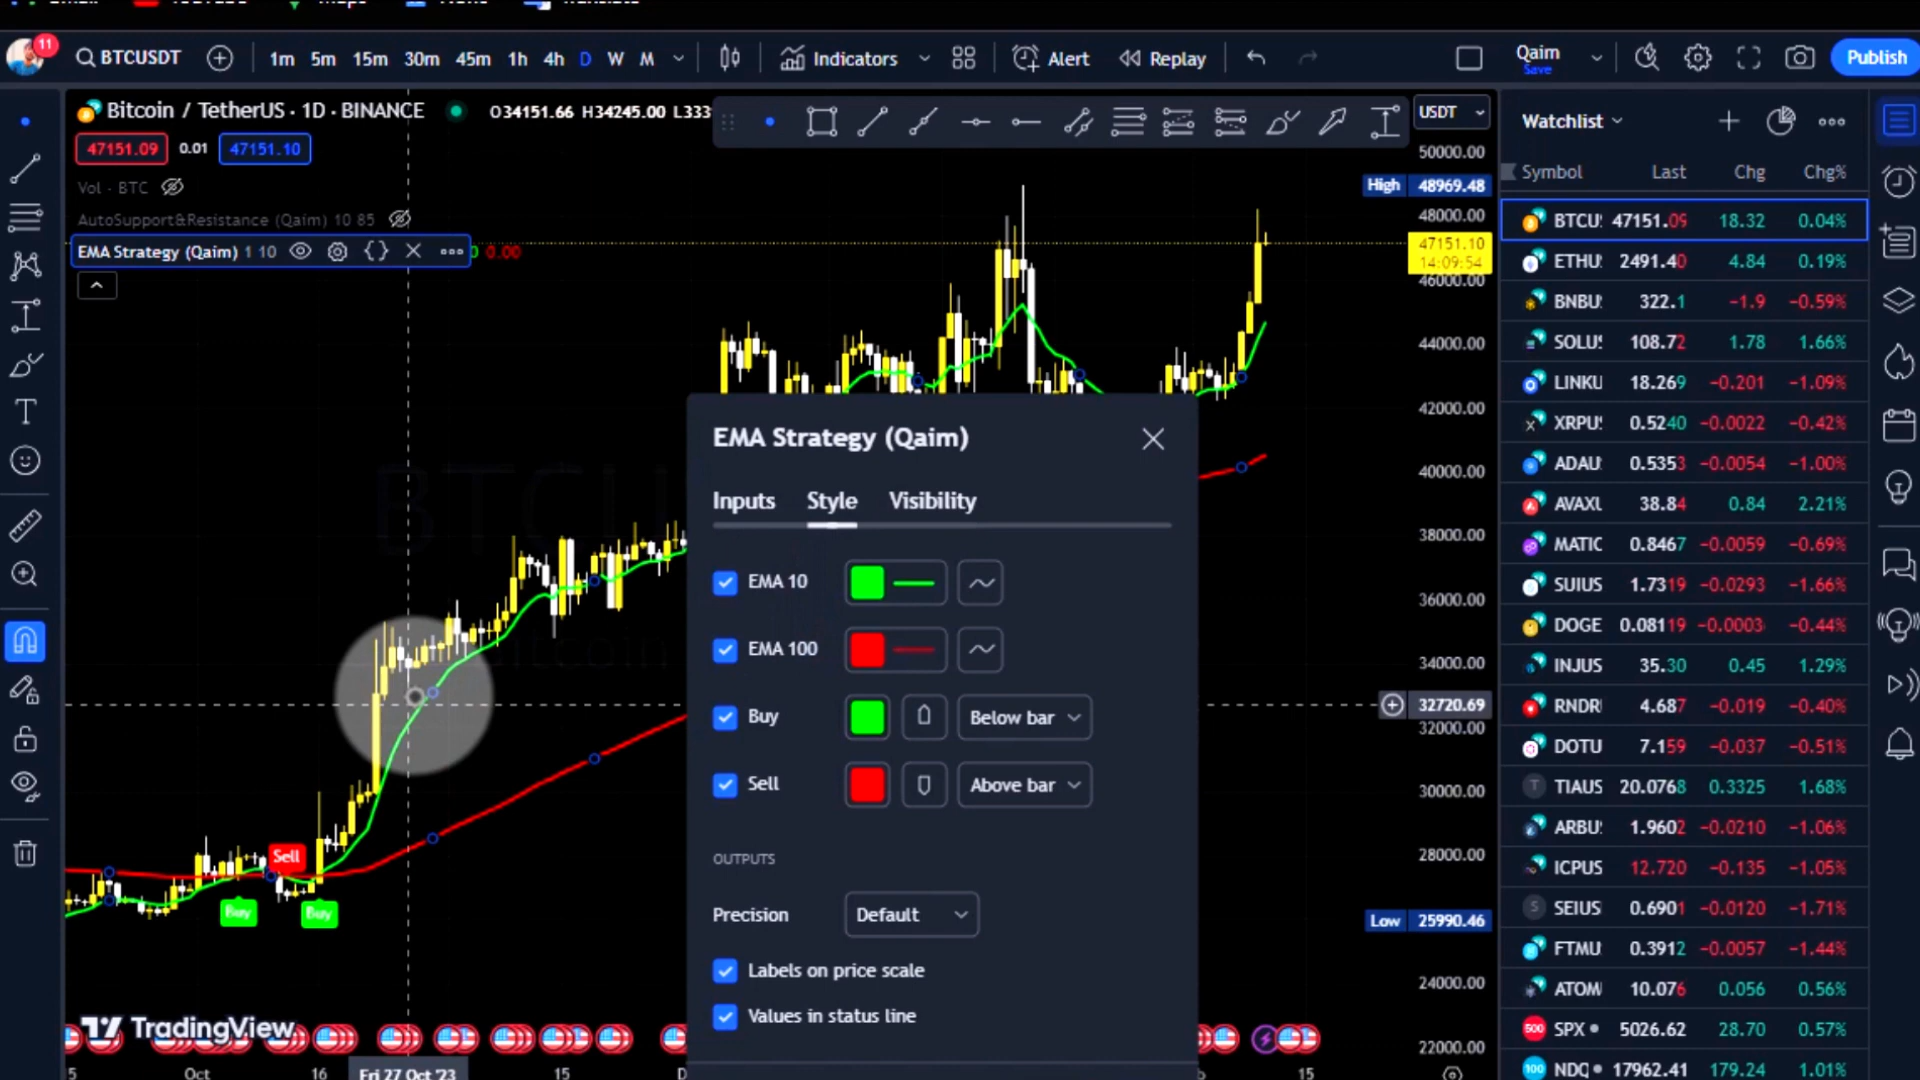 11
BTCUSDT
1m 5m 15m 30m 45m 1h 4h D W M
Indicators
Alert
Replay
Qaim
Save
Publish
Bitcoin / TetherUS · 1D · BINANCE
O34151.66 H34245.00 L333
USDT
47151.09 0.01 47151.10
Vol · BTC
AutoSupport&Resistance (Qaim) 10 85
EMA Strategy (Qaim) 1 10
0.00
50000.00
High 48969.48
48000.00
47151.10
14:09:54
46000.00
44000.00
42000.00
40000.00
38000.00
36000.00
34000.00
32720.69
32000.00
30000.00
28000.00
Low 25990.46
24000.00
22000.00
Sell
Buy
Buy
TradingView
Oct 16 Fri 27 Oct '23 15
15
EMA Strategy (Qaim)
Inputs Style Visibility
EMA 10
EMA 100
Buy Below bar
Sell Above bar
OUTPUTS
Precision Default
Labels on price scale
Values in status line
Watchlist
Symbol Last Chg Chg%
BTCU 47151.09 18.32 0.04%
ETHU 2491.40 4.84 0.19%
BNBU 322.1 −1.9 −0.59%
SOLU 108.72 1.78 1.66%
LINKU 18.269 −0.201 −1.09%
XRPU 0.5240 −0.0022 −0.42%
ADAU 0.5353 −0.0054 −1.00%
AVAXU 38.84 0.84 2.21%
MATIC 0.8467 −0.0059 −0.69%
SUIUS 1.7319 −0.0293 −1.66%
DOGE 0.08119 −0.0003 −0.44%
INJUS 35.30 0.45 1.29%
RNDR 4.687 −0.019 −0.40%
DOTU 7.159 −0.037 −0.51%
T TIAUS 20.0768 0.3325 1.68%
ARBU 1.9602 −0.0210 −1.06%
ICPUS 12.720 −0.135 −1.05%
S SEIUS 0.6901 −0.0120 −1.71%
FTMU 0.3912 −0.0057 −1.44%
ATOM 10.076 0.056 0.56%
500 SPX 5026.62 28.70 0.57%
100 NDQ 17962.41 179.24 1.01%